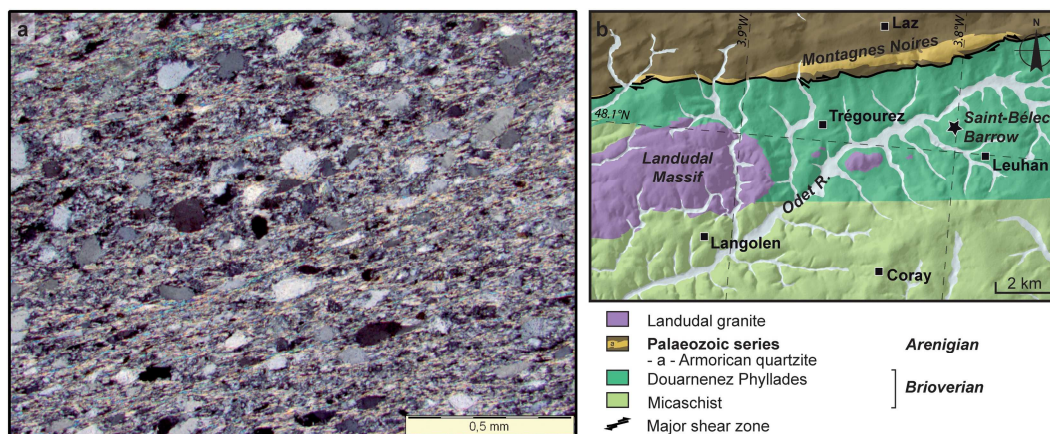 a
0,5 mm
b
Laz
3.9°W
3.8°W
N
Montagnes Noires
48.1°N
Trégourez
Saint-Bélec
Barrow
Landudal
Massif
Leuhan
Odet R.
Langolen
Coray
2 km
Landudal granite
a
Palaeozoic series
Arenigian
- a - Armorican quartzite
Douarnenez Phyllades
Brioverian
Micaschist
Major shear zone